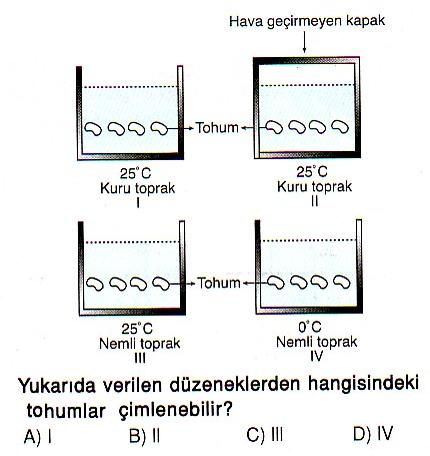 Hava geçirmeyen kapak
Tohum
25°C
Kuru toprak
I
25°C
Kuru toprak
II
Tohum
25°C
Nemli toprak
III
0°C
Nemli toprak
IV
Yukarıda verilen düzeneklerden hangisindeki
tohumlar çimlenebilir?
A) I B) II C) III D) IV